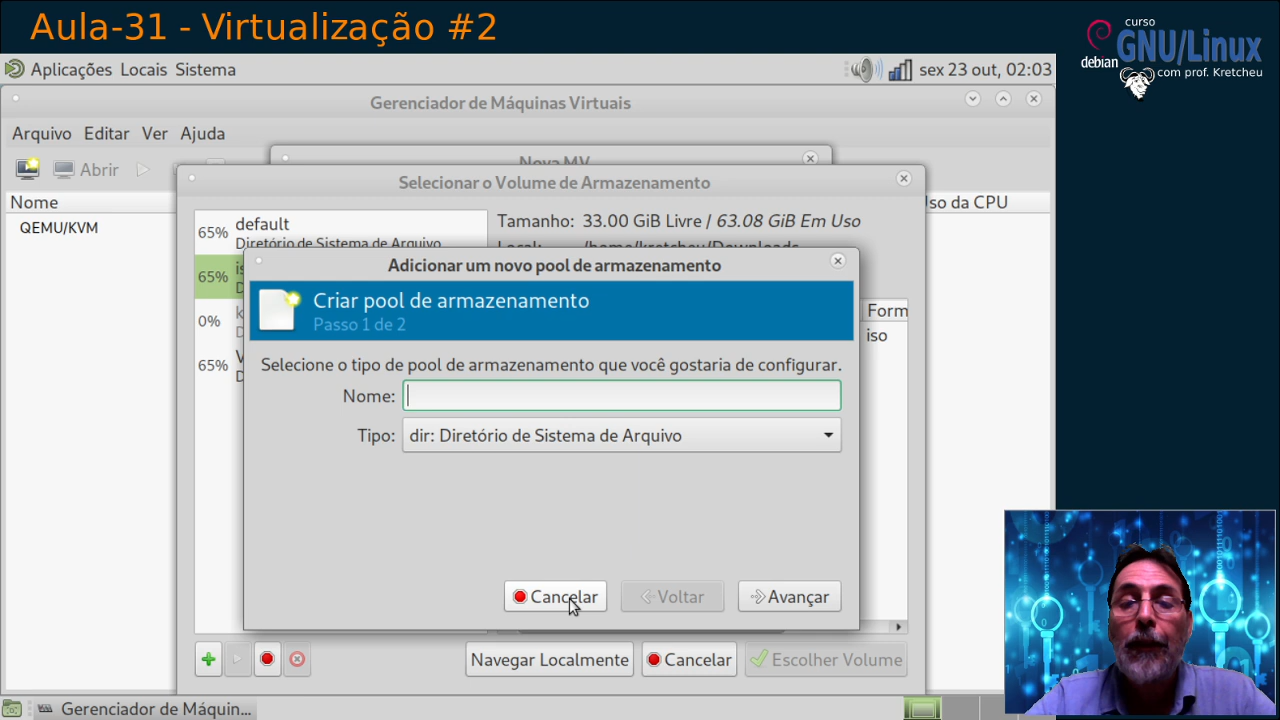 Aula-31 - Virtualização #2
curso
GNU/Linux
debian
com prof. Kretcheu
Aplicações Locais Sistema
sex 23 out, 02:03
Gerenciador de Máquinas Virtuais
Arquivo Editar Ver Ajuda
Abrir
Nova MV
Selecionar o Volume de Armazenamento
Nome
so da CPU
QEMU/KVM
65% default
Diretório de Sistema de Arquivo
Tamanho: 33.00 GiB Livre / 63.08 GiB Em Uso
Local: /home/kretcheu/Downloads
65%
0%
65%
Form
iso
Adicionar um novo pool de armazenamento
Criar pool de armazenamento
Passo 1 de 2
Selecione o tipo de pool de armazenamento que você gostaria de configurar.
Nome:
Tipo: dir: Diretório de Sistema de Arquivo
Cancelar Voltar Avançar
Navegar Localmente Cancelar Escolher Volume
Gerenciador de Máquin...